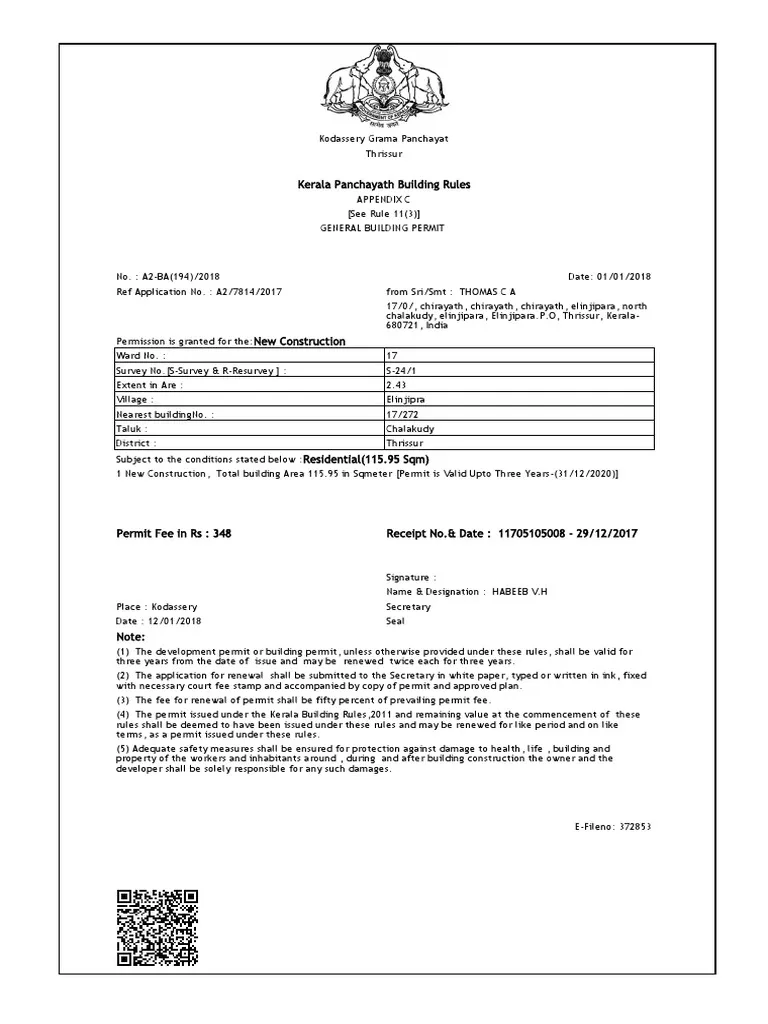 Kodassery Grama Panchayat
Thrissur
Kerala Panchayath Building Rules
APPENDIX C
[See Rule 11(3)]
GENERAL BUILDING PERMIT
No. : A2-BA(194)/2018 Date: 01/01/2018
Ref Application No. : A2/7814/2017 from Sri/Smt : THOMAS C A
17/0/, chirayath, chirayath, chirayath, elinjipara, north
chalakudy, elinjipara, Elinjipara.P.O, Thrissur, Kerala-
680721, India
Permission is granted for the:New Construction
Ward No. : 17
Survey No.[S-Survey & R-Resurvey ] : S-24/1
Extent in Are : 2.43
Village : Elinjipra
Nearest buildingNo. : 17/272
Taluk : Chalakudy
District : Thrissur
Subject to the conditions stated below :Residential(115.95 Sqm)
1 New Construction, Total building Area 115.95 in Sqmeter [Permit is Valid Upto Three Years-(31/12/2020)]
Permit Fee in Rs : 348 Receipt No.& Date : 11705105008 - 29/12/2017
Signature :
Name & Designation : HABEEB V.H
Place : Kodassery Secretary
Date : 12/01/2018 Seal
Note:
(1) The development permit or building permit, unless otherwise provided under these rules, shall be valid for
three years from the date of issue and may be renewed twice each for three years.
(2) The application for renewal shall be submitted to the Secretary in white paper, typed or written in ink, fixed
with necessary court fee stamp and accompanied by copy of permit and approved plan.
(3) The fee for renewal of permit shall be fifty percent of prevailing permit fee.
(4) The permit issued under the Kerala Building Rules,2011 and remaining value at the commencement of these
rules shall be deemed to have been issued under these rules and may be renewed for like period and on like
terms, as a permit issued under these rules.
(5) Adequate safety measures shall be ensured for protection against damage to health, life , building and
property of the workers and inhabitants around , during and after building construction the owner and the
developer shall be solely responsible for any such damages.
E-Fileno: 372853